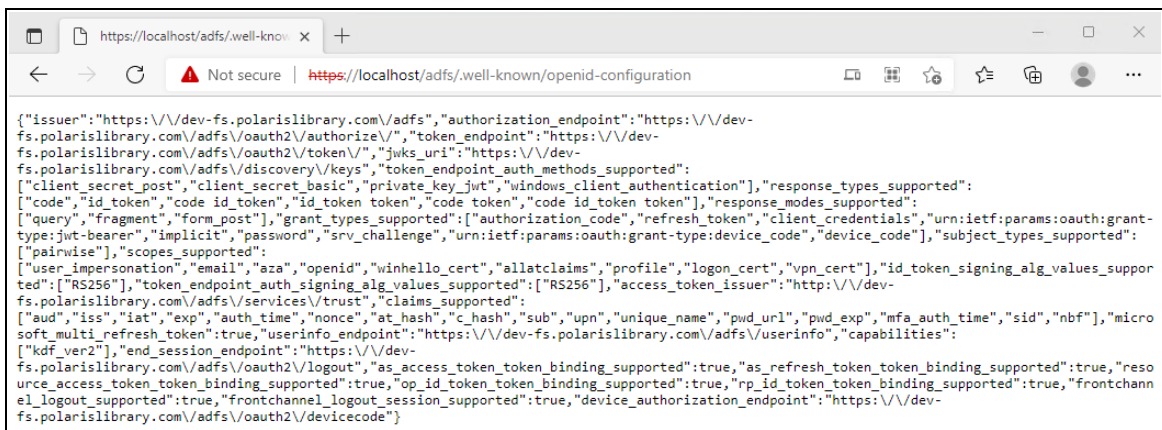 https://localhost/adfs/.well-know
Not secure | https://localhost/adfs/.well-known/openid-configuration
{"issuer":"https:\/\/dev-fs.polarislibrary.com\/adfs","authorization_endpoint":"https:\/\/dev-
fs.polarislibrary.com\/adfs\/oauth2\/authorize\/","token_endpoint":"https:\/\/dev-
fs.polarislibrary.com\/adfs\/oauth2\/token\/","jwks_uri":"https:\/\/dev-
fs.polarislibrary.com\/adfs\/discovery\/keys","token_endpoint_auth_methods_supported":
["client_secret_post","client_secret_basic","private_key_jwt","windows_client_authentication"],"response_types_supported":
["code","id_token","code id_token","id_token token","code token","code id_token token"],"response_modes_supported":
["query","fragment","form_post"],"grant_types_supported":["authorization_code","refresh_token","client_credentials","urn:ietf:params:oauth:grant-
type:jwt-bearer","implicit","password","srv_challenge","urn:ietf:params:oauth:grant-type:device_code","device_code"],"subject_types_supported":
["pairwise"],"scopes_supported":
["user_impersonation","email","aza","openid","winhello_cert","allatclaims","profile","logon_cert","vpn_cert"],"id_token_signing_alg_values_suppor
ted":["RS256"],"token_endpoint_auth_signing_alg_values_supported":["RS256"],"access_token_issuer":"http:\/\/dev-
fs.polarislibrary.com\/adfs\/services\/trust","claims_supported":
["aud","iss","iat","exp","auth_time","nonce","at_hash","c_hash","sub","upn","unique_name","pwd_url","pwd_exp","mfa_auth_time","sid","nbf"],"micro
soft_multi_refresh_token":true,"userinfo_endpoint":"https:\/\/dev-fs.polarislibrary.com\/adfs\/userinfo","capabilities":
["kdf_ver2"],"end_session_endpoint":"https:\/\/dev-
fs.polarislibrary.com\/adfs\/oauth2\/logout","as_access_token_token_binding_supported":true,"as_refresh_token_token_binding_supported":true,"reso
urce_access_token_token_binding_supported":true,"op_id_token_token_binding_supported":true,"rp_id_token_token_binding_supported":true,"frontchann
el_logout_supported":true,"frontchannel_logout_session_supported":true,"device_authorization_endpoint":"https:\/\/dev-
fs.polarislibrary.com\/adfs\/oauth2\/devicecode"}